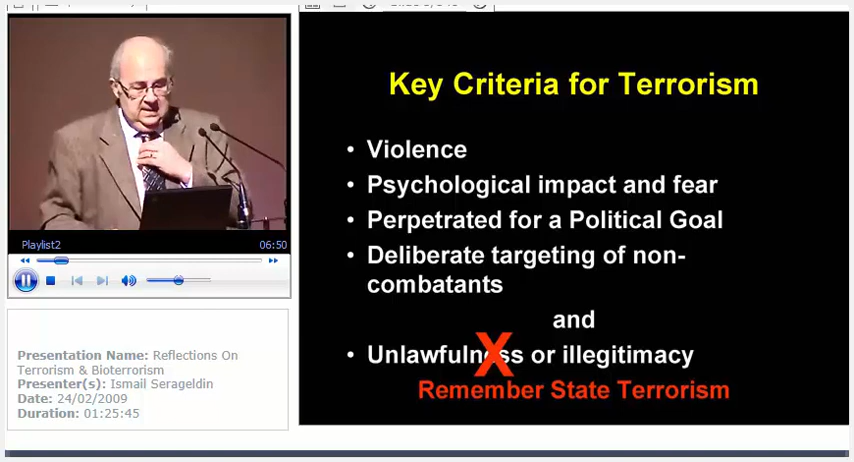 Key Criteria for Terrorism
• Violence
• Psychological impact and fear
• Perpetrated for a Political Goal
• Deliberate targeting of non-
combatants
and
• Unlawfulness or illegitimacy
X
Remember State Terrorism
Playlist2 06:50
Presentation Name: Reflections On
Terrorism & Bioterrorism
Presenter(s): Ismail Serageldin
Date: 24/02/2009
Duration: 01:25:45